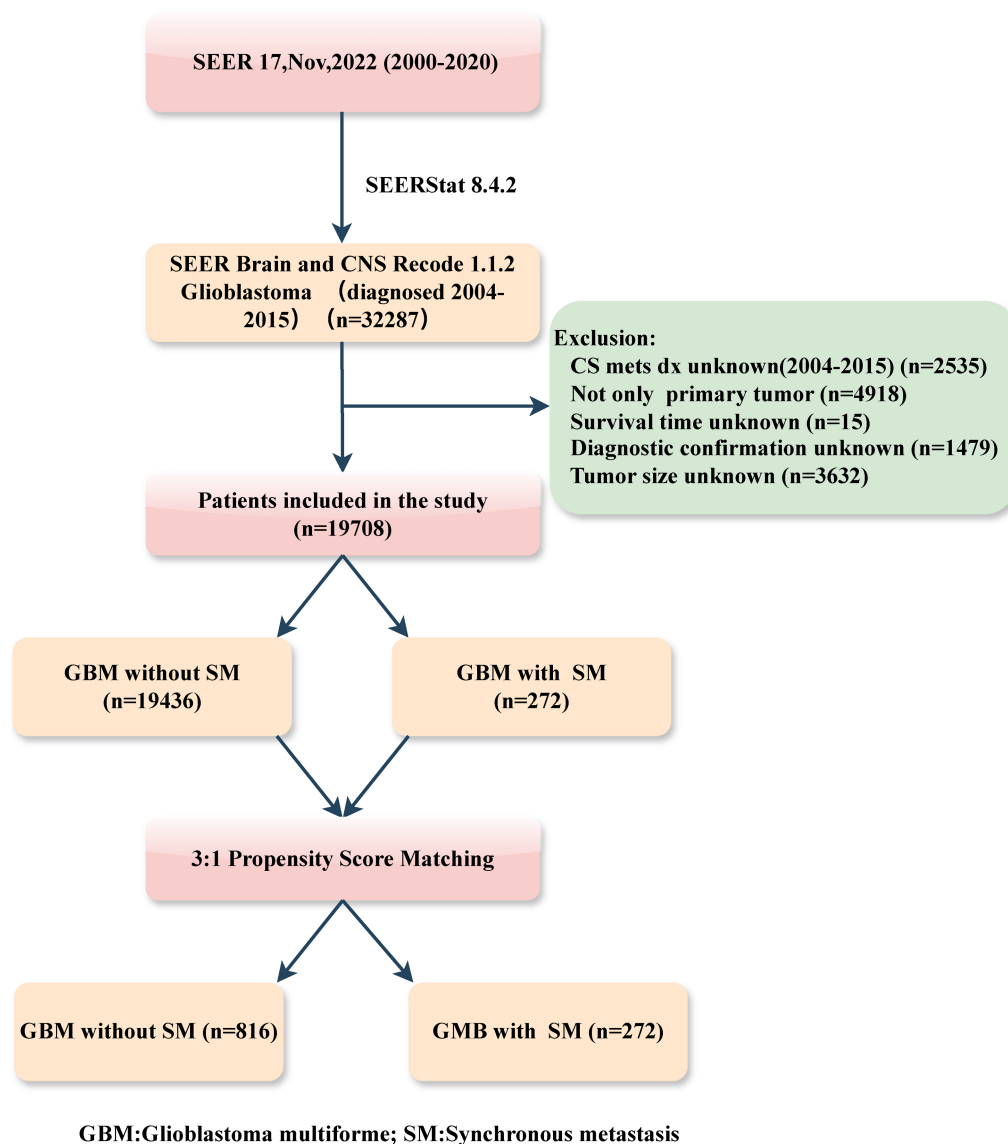 SEER 17,Nov,2022 (2000-2020)
SEERStat 8.4.2
SEER Brain and CNS Recode 1.1.2
Glioblastoma （diagnosed 2004-
2015） （n=32287）
Exclusion:
CS mets dx unknown(2004-2015) (n=2535)
Not only primary tumor (n=4918)
Survival time unknown (n=15)
Diagnostic confirmation unknown (n=1479)
Tumor size unknown (n=3632)
Patients included in the study
(n=19708)
GBM without SM
(n=19436)
GBM with SM
(n=272)
3:1 Propensity Score Matching
GBM without SM (n=816)
GMB with SM (n=272)
GBM:Glioblastoma multiforme; SM:Synchronous metastasis